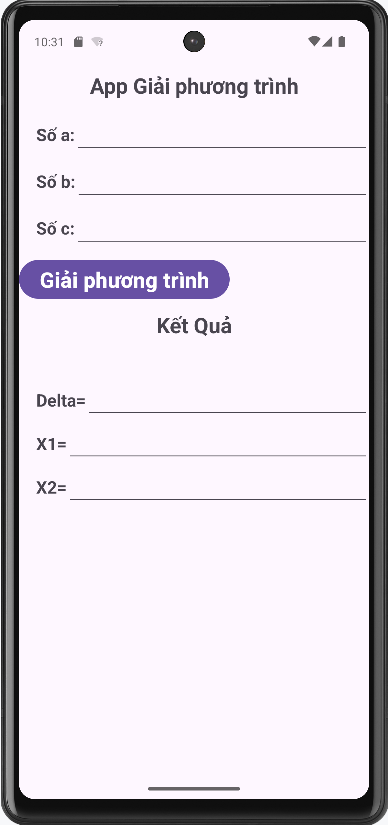 10:31
App Giải phương trình
Số a:
Số b:
Số c:
Giải phương trình
Kết Quả
Delta=
X1=
X2=